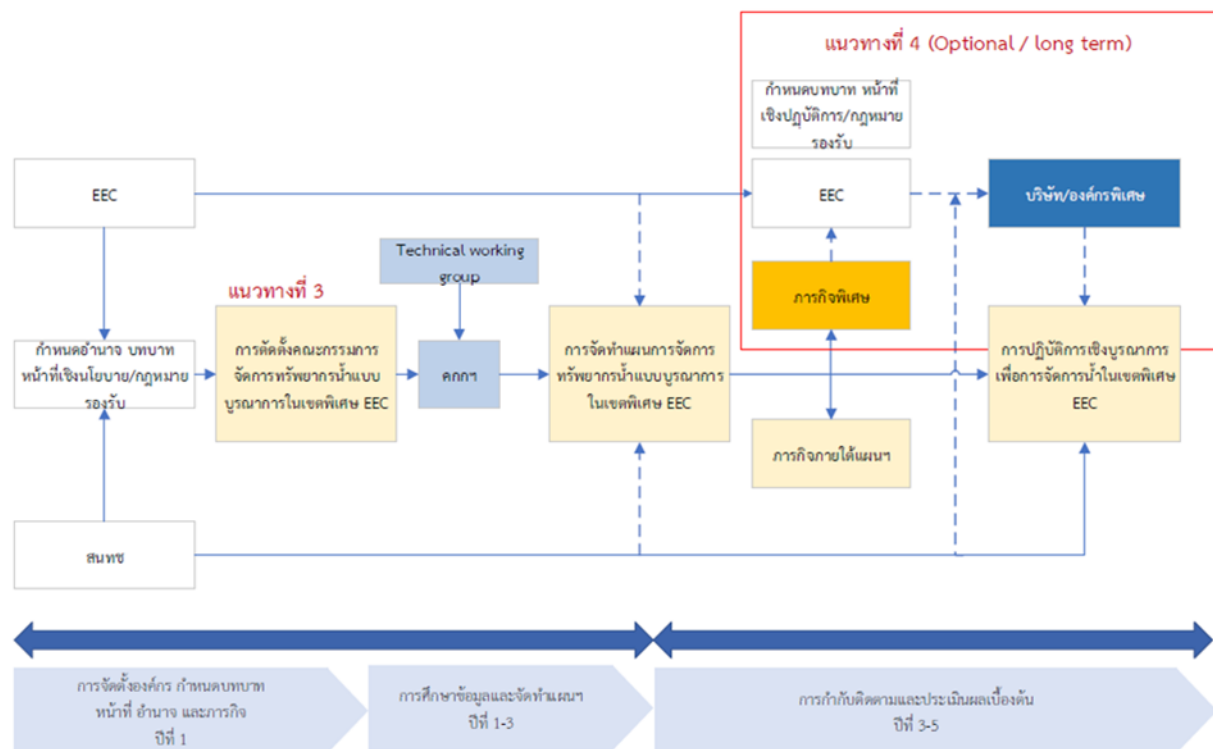 แนวทางที่ 4 (Optional / long term)
กำหนดบทบาท หน้าที่
เชิงปฏิบัติการ/กฎหมาย
รองรับ
EEC
EEC
บริษัท/องค์กรพิเศษ
Technical working
group
แนวทางที่ 3
ภารกิจพิเศษ
กำหนดอำนาจ บทบาท
หน้าที่เชิงนโยบาย/กฎหมาย
รองรับ
การตัดตั้งคณะกรรมการ
จัดการทรัพยากรน้ำแบบ
บูรณาการในเขตพิเศษ EEC
คกกฯ
การจัดทำแผนการจัดการ
ทรัพยากรน้ำแบบบูรณาการ
ในเขตพิเศษ EEC
การปฏิบัติการเชิงบูรณาการ
เพื่อการจัดการน้ำในเขตพิเศษ
EEC
ภารกิจภายใต้แผนฯ
สนทช
การจัดตั้งองค์กร กำหนดบทบาท
หน้าที่ อำนาจ และภารกิจ
ปีที่ 1
การศึกษาข้อมูลและจัดทำแผนฯ
ปีที่ 1-3
การกำกับติดตามและประเมินผลเบื้องต้น
ปีที่ 3-5